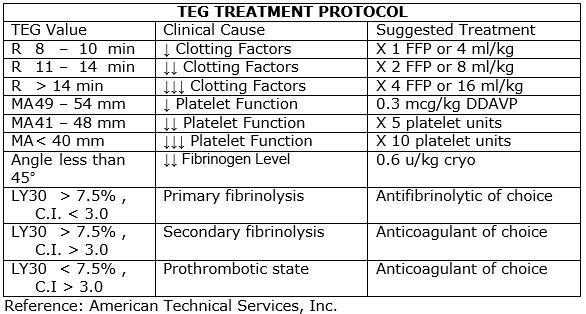 TEG TREATMENT PROTOCOL
TEG Value Clinical Cause Suggested Treatment
R 8 – 10 min ↓ Clotting Factors X 1 FFP or 4 ml/kg
R 11 – 14 min ↓↓ Clotting Factors X 2 FFP or 8 ml/kg
R > 14 min ↓↓↓ Clotting Factors X 4 FFP or 16 ml/kg
MA49 – 54 mm ↓ Platelet Function 0.3 mcg/kg DDAVP
MA41 – 48 mm ↓↓ Platelet Function X 5 platelet units
MA< 40 mm ↓↓↓ Platelet Function X 10 platelet units
Angle less than ↓↓ Fibrinogen Level 0.6 u/kg cryo
45°
LY30 > 7.5% , Primary fibrinolysis Antifibrinolytic of choice
C.I. < 3.0
LY30 > 7.5% , Secondary fibrinolysis Anticoagulant of choice
C.I. > 3.0
LY30 < 7.5% , Prothrombotic state Anticoagulant of choice
C.I > 3.0
Reference: American Technical Services, Inc.